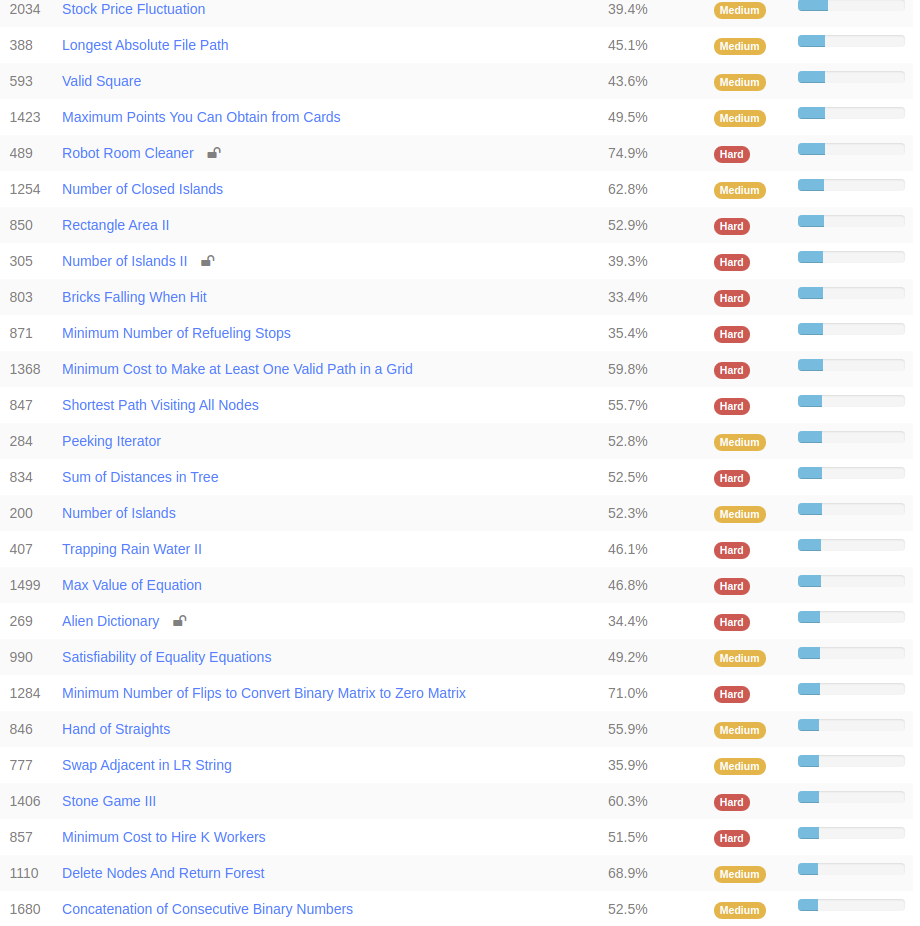 2034 Stock Price Fluctuation 39.4% Medium
388 Longest Absolute File Path 45.1% Medium
593 Valid Square 43.6% Medium
1423 Maximum Points You Can Obtain from Cards 49.5% Medium
489 Robot Room Cleaner 74.9% Hard
1254 Number of Closed Islands 62.8% Medium
850 Rectangle Area II 52.9% Hard
305 Number of Islands II 39.3% Hard
803 Bricks Falling When Hit 33.4% Hard
871 Minimum Number of Refueling Stops 35.4% Hard
1368 Minimum Cost to Make at Least One Valid Path in a Grid 59.8% Hard
847 Shortest Path Visiting All Nodes 55.7% Hard
284 Peeking Iterator 52.8% Medium
834 Sum of Distances in Tree 52.5% Hard
200 Number of Islands 52.3% Medium
407 Trapping Rain Water II 46.1% Hard
1499 Max Value of Equation 46.8% Hard
269 Alien Dictionary 34.4% Hard
990 Satisfiability of Equality Equations 49.2% Medium
1284 Minimum Number of Flips to Convert Binary Matrix to Zero Matrix 71.0% Hard
846 Hand of Straights 55.9% Medium
777 Swap Adjacent in LR String 35.9% Medium
1406 Stone Game III 60.3% Hard
857 Minimum Cost to Hire K Workers 51.5% Hard
1110 Delete Nodes And Return Forest 68.9% Medium
1680 Concatenation of Consecutive Binary Numbers 52.5% Medium